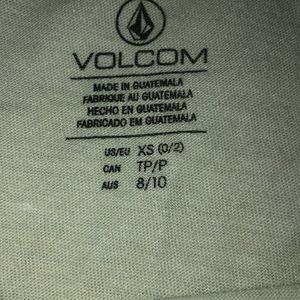 VOLCOM
MADE IN GUATEMALA
FABRIQUE AU GUATEMALA
HECHO EN GUATEMALA
FABRICADO EM GUATEMALA
US/EU XS (0/2)
CAN TP/P
AUS 8/10